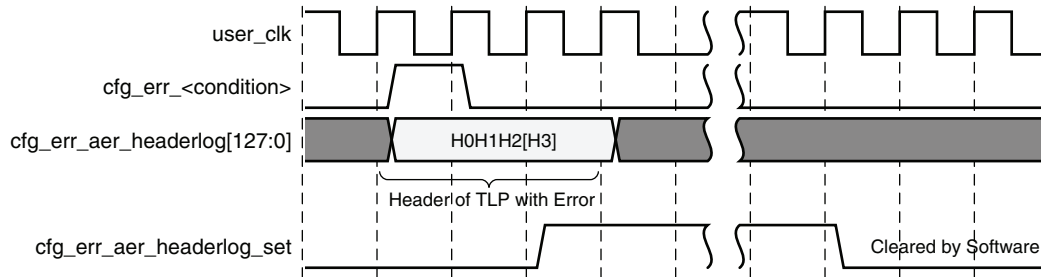 user_clk
cfg_err_<condition>
cfg_err_aer_headerlog[127:0]
H0H1H2[H3]
Header of TLP with Error
cfg_err_aer_headerlog_set
Cleared by Software